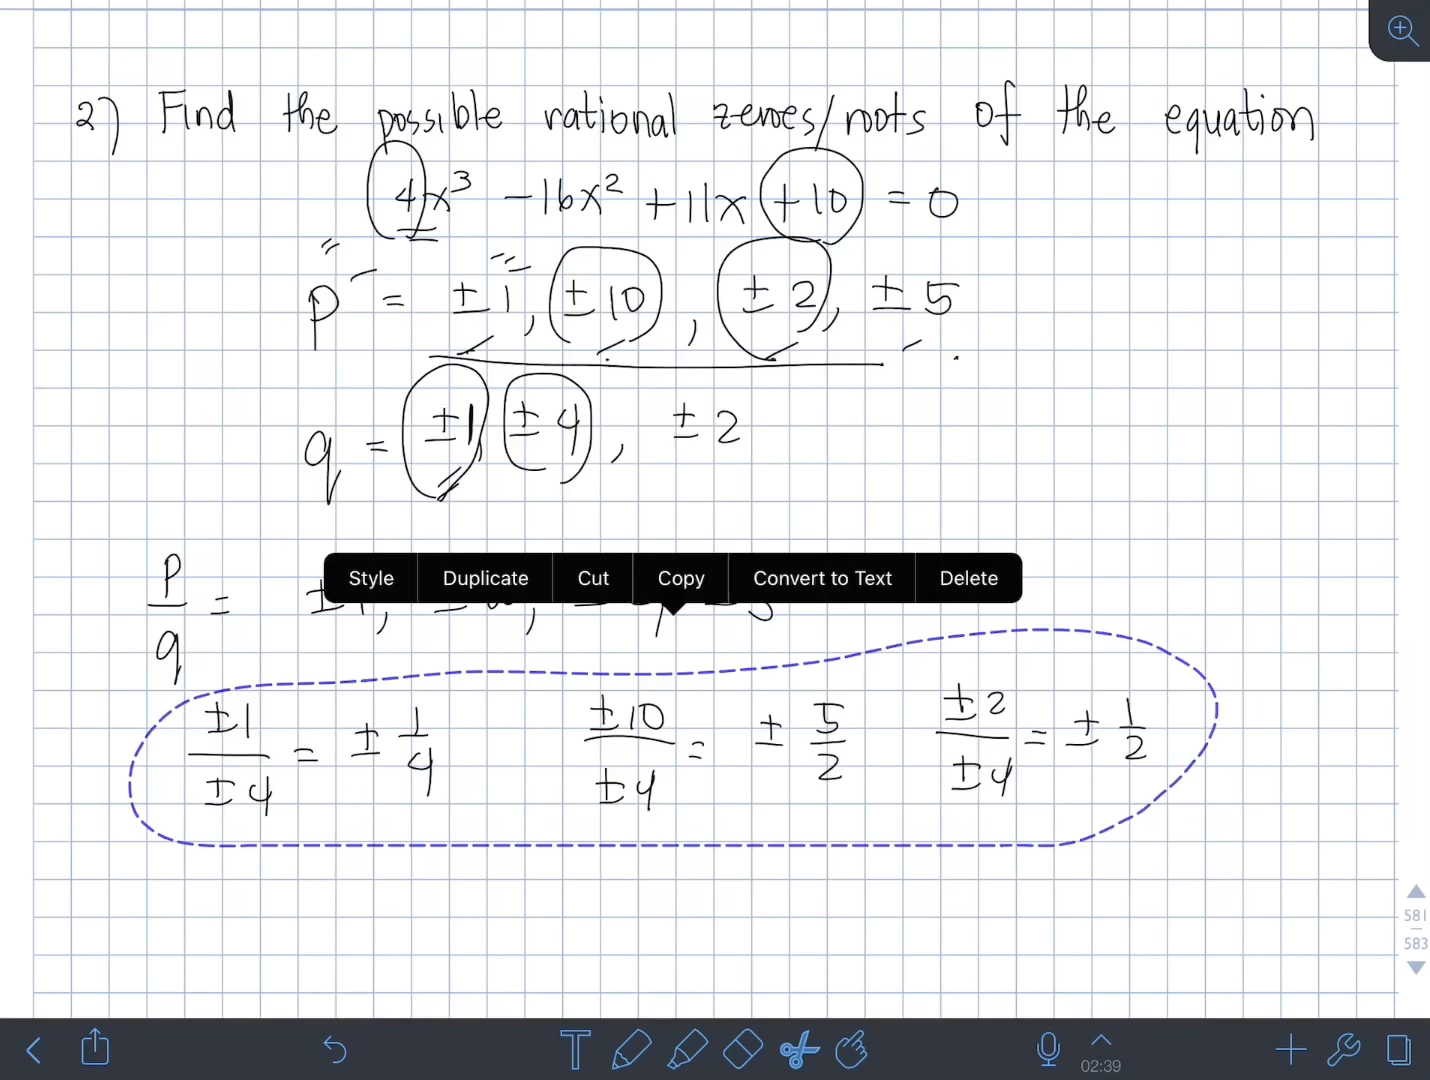 2) Find the possible rational zeroes/roots of the equation
4x³ - 16x² + 11x + 10 = 0
p = ±1, ±10, ±2, ±5
q = ±1, ±4, ±2
Style Duplicate Cut Copy Convert to Text Delete
p/q =
±1/±4 = ±1/4 ±10/±4 = ±5/2 ±2/±4 = ±1/2
581
583
02:39